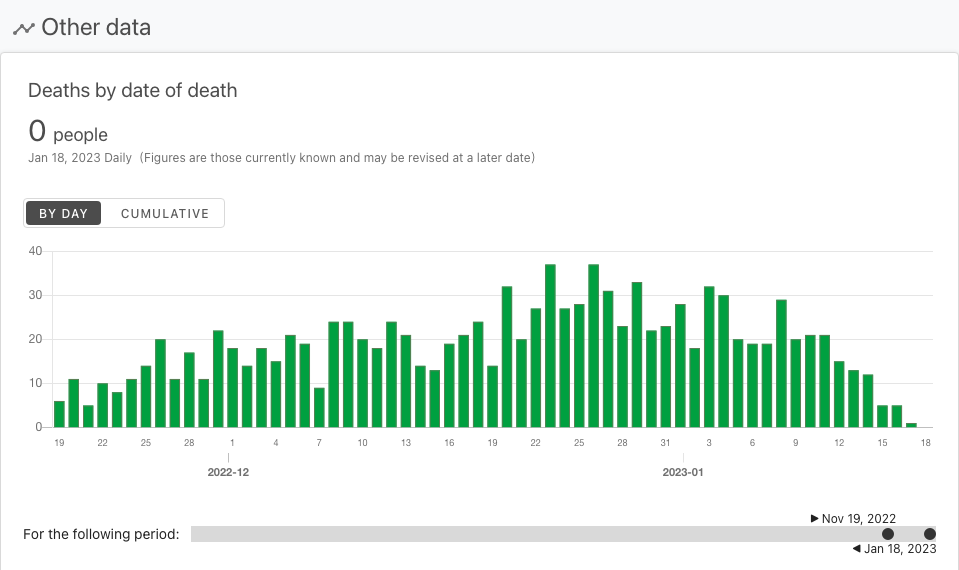 Other data
Deaths by date of death
0 people
Jan 18, 2023 Daily (Figures are those currently known and may be revised at a later date)
BY DAY CUMULATIVE
40
30
20
10
0
19 22 25 28 1 4 7 10 13 16 19 22 25 28 31 3 6 9 12 15 18
2022-12 2023-01
▶ Nov 19, 2022
For the following period:
◀ Jan 18, 2023